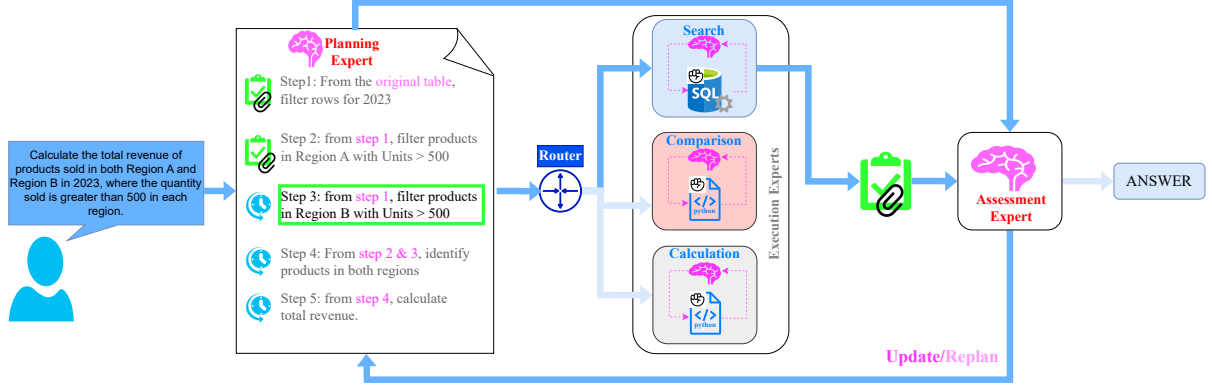 Calculate the total revenue of
products sold in both Region A and
Region B in 2023, where the quantity
sold is greater than 500 in each
region.
Planning
Expert
Step1: From the original table,
filter rows for 2023
Step 2: from step 1, filter products
in Region A with Units > 500
Step 3: from step 1, filter products
in Region B with Units > 500
Step 4: From step 2 & 3, identify
products in both regions
Step 5: from step 4, calculate
total revenue.
Router
Search
SQL
Comparison
</>
python
Calculation
</>
python
Execution Experts
Assessment
Expert
ANSWER
Update/Replan